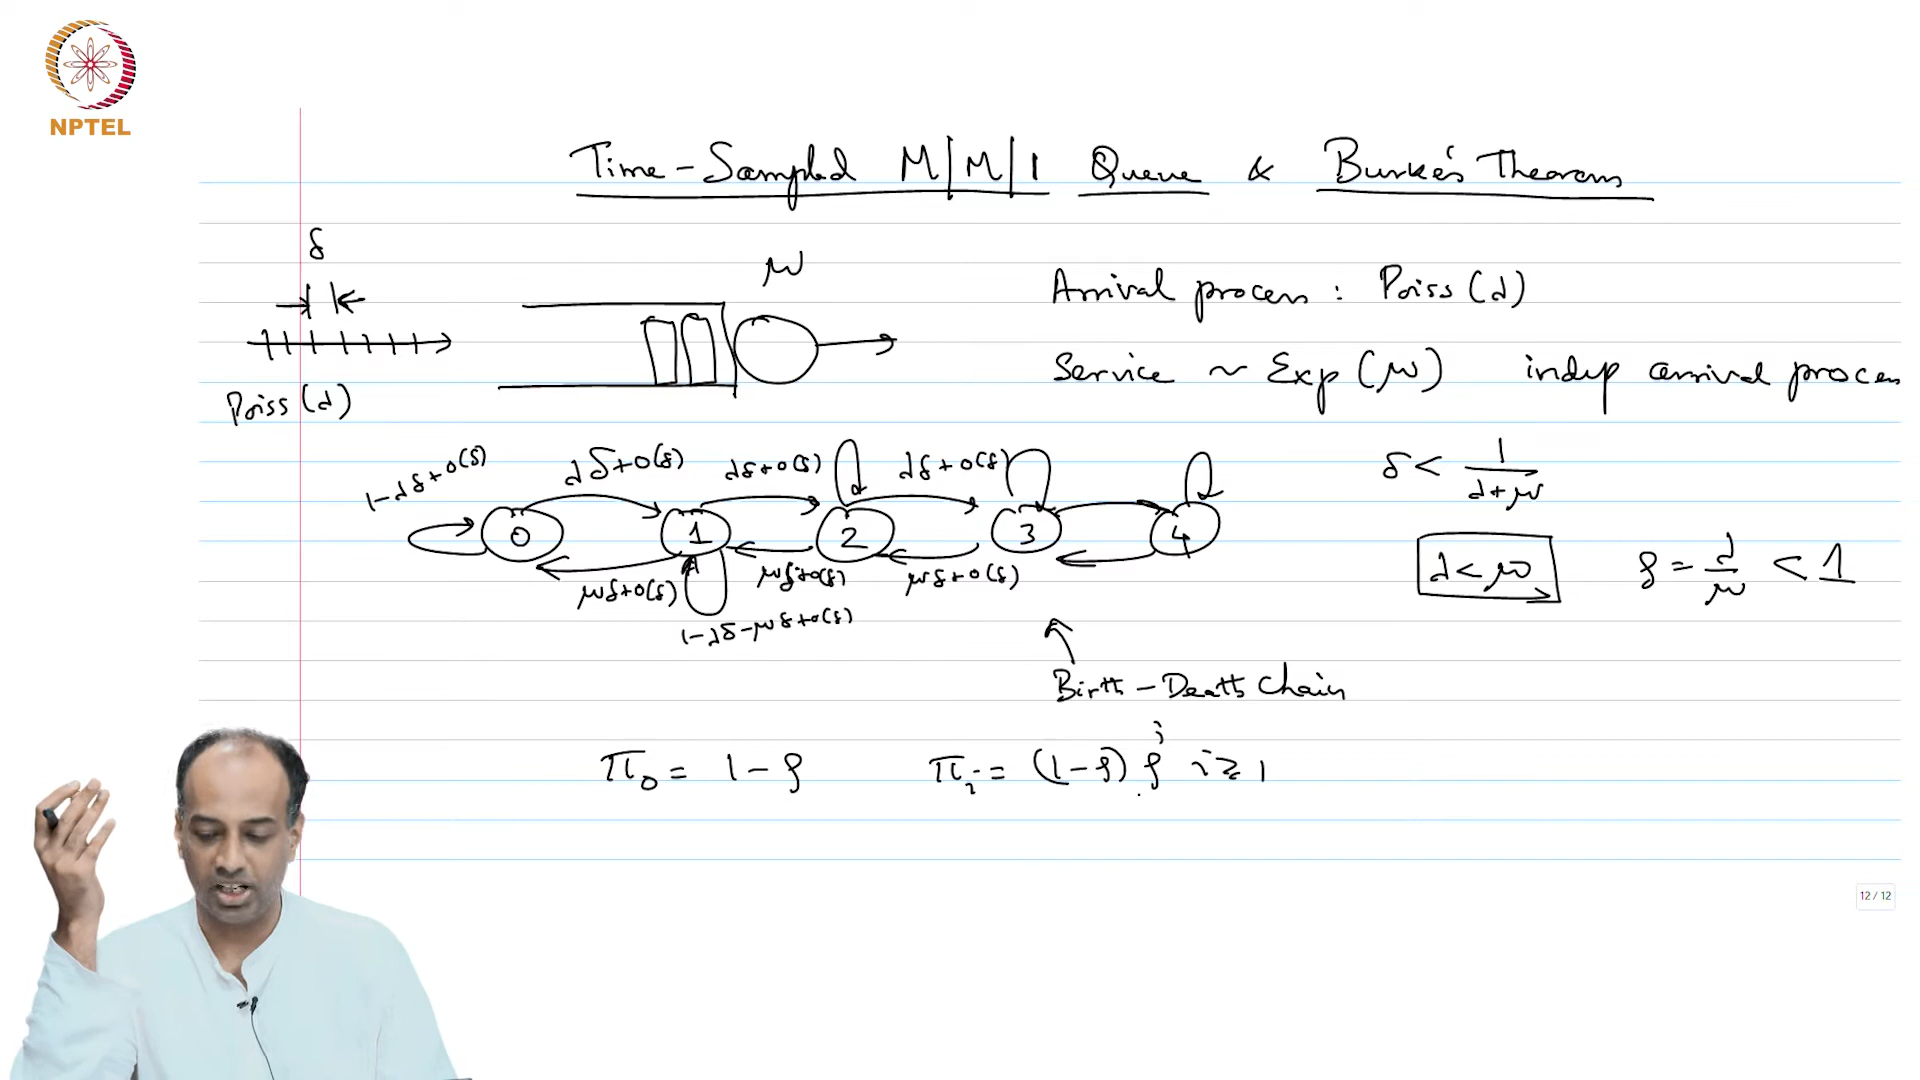 NPTEL
Time-Sampled M/M/1 Queue & Burke's Theorem
δ
μ
Arrival process : Poiss(λ)
Service ~ Exp(μ) indep arrival process
Poiss(λ)
1-λδ+o(δ) λδ+o(δ) λδ+o(δ) λδ+o(δ)
δ < 1/(λ+μ)
0 1 2 3 4
λ<μ ρ = λ/μ < 1
μδ+o(δ) μδ+o(δ) μδ+o(δ)
1-λδ-μδ+o(δ)
Birth-Death Chain
π₀ = 1-ρ πᵢ = (1-ρ)ρⁱ i≥1
12 / 12